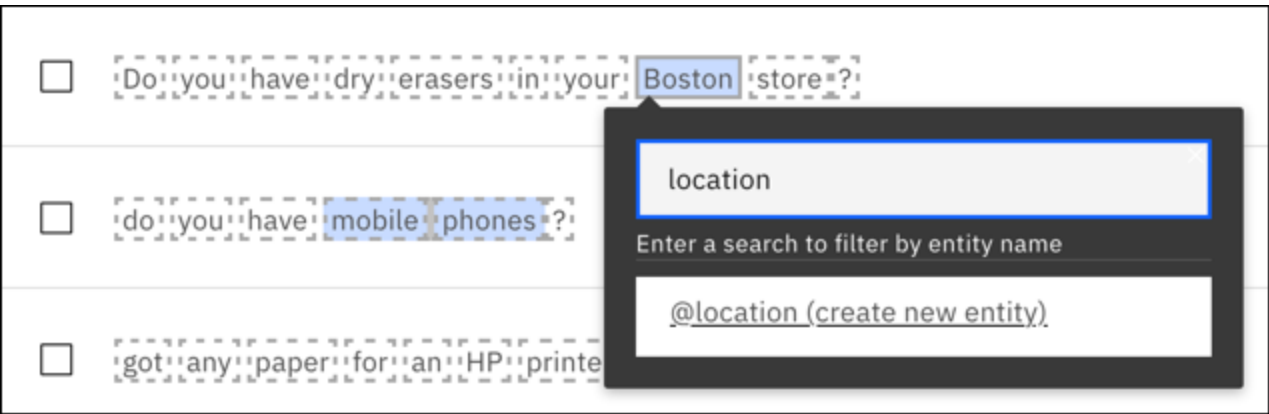 Do you have dry erasers in your Boston store ?
location
Enter a search to filter by entity name
@location (create new entity)
do you have mobile phones ?
got any paper for an HP printe